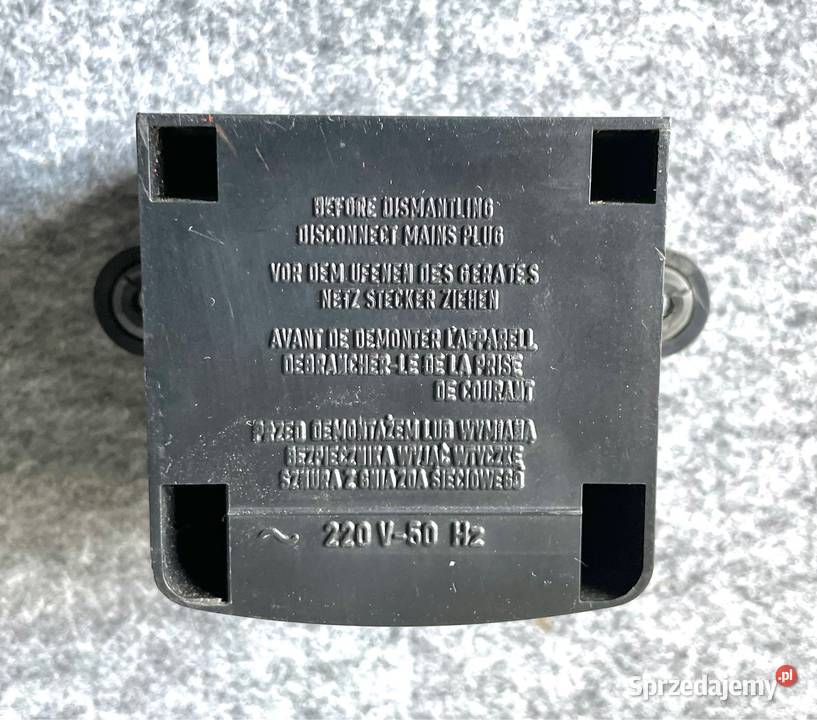 BEFORE DISMANTLING
DISCONNECT MAINS PLUG
VOR DEM UFENEN DES GERATES
NETZ STECKER ZIEHEN
AVANT DE DEMONTER L'APPARELL
DEBRANCHER-LE DE LA PRISE
DE COURANT
PRZED DEMONTAŻEM LUB WYMIANĄ
BEZPIECZNIKA WYJĄĆ WTYCZKĘ
SZNURA Z GNIAZDA SIECIOWEGO
~ 220 V-50 Hz
Sprzedajemy.pl